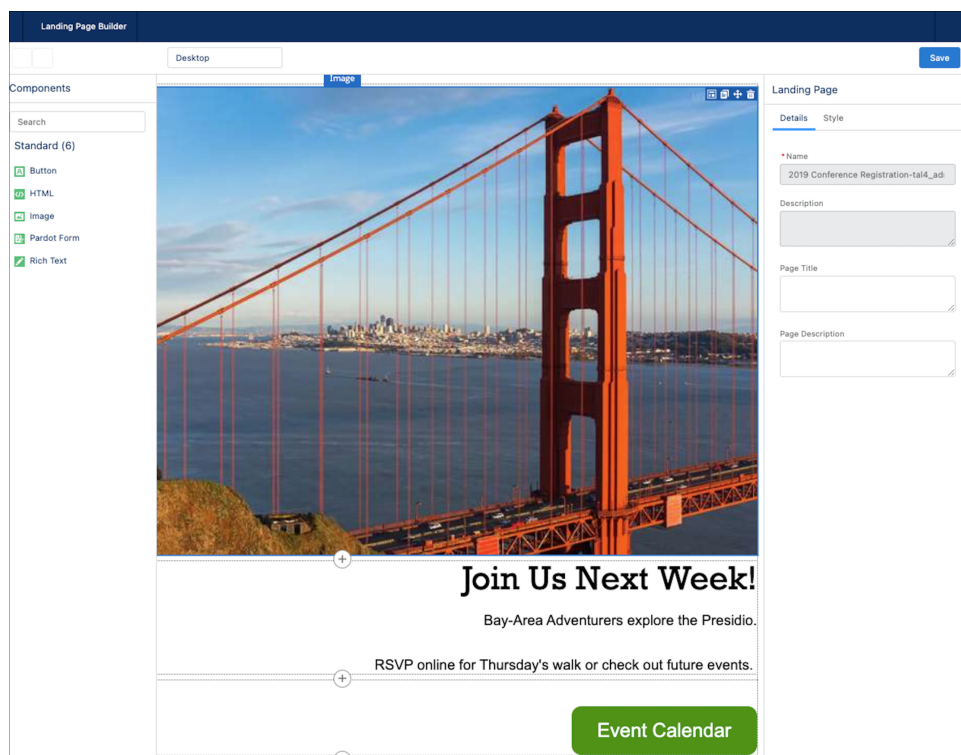 Landing Page Builder
Desktop
Save
Components
Search
Standard (6)
Button
HTML
Image
Pardot Form
Rich Text
Image
Join Us Next Week!
Bay-Area Adventurers explore the Presidio.
RSVP online for Thursday's walk or check out future events.
Event Calendar
Landing Page
Details Style
*Name
2019 Conference Registration-tal4_ad
Description
Page Title
Page Description